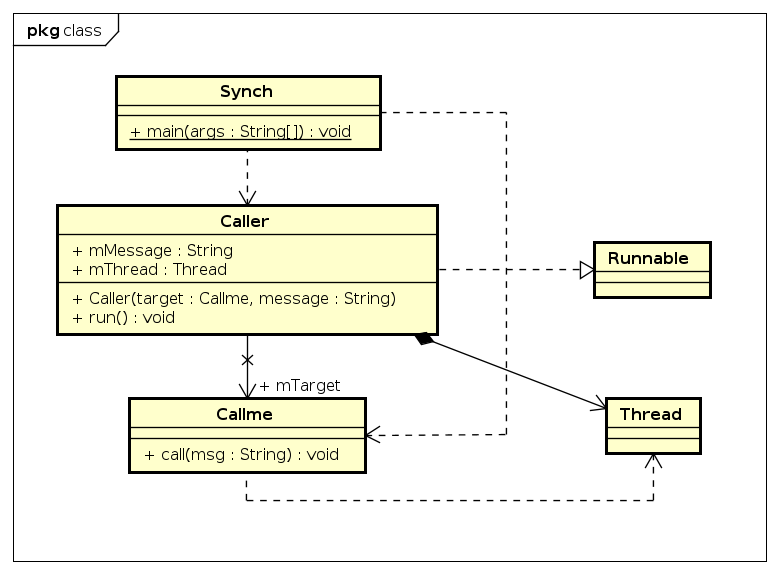 pkg class
Synch
+ main(args : String[]) : void
Caller
+ mMessage : String
+ mThread : Thread
+ Caller(target : Callme, message : String)
+ run() : void
Runnable
+ mTarget
Callme
+ call(msg : String) : void
Thread